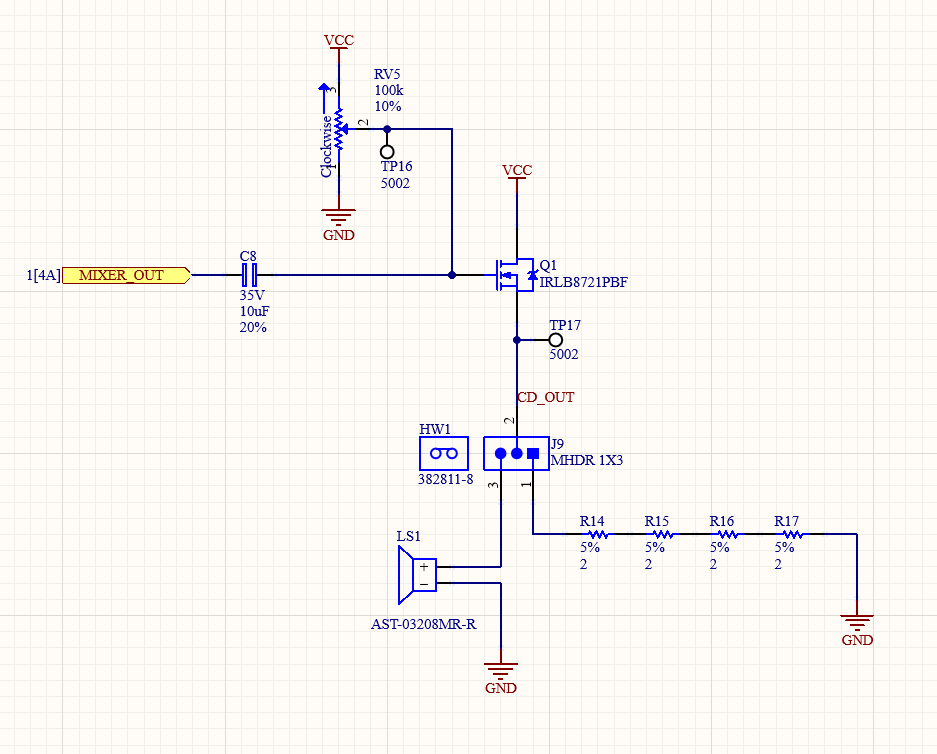 VCC
RV5
100k
10%
3
2
Clockwise
1
TP16
5002
GND
VCC
C8
1[4A]
MIXER_OUT
35V
10uF
20%
Q1
IRLB8721PBF
TP17
5002
CD_OUT
2
HW1
382811-8
J9
MHDR 1X3
3
1
R14
5%
2
R15
5%
2
R16
5%
2
R17
5%
2
LS1
+
−
AST-03208MR-R
GND
GND